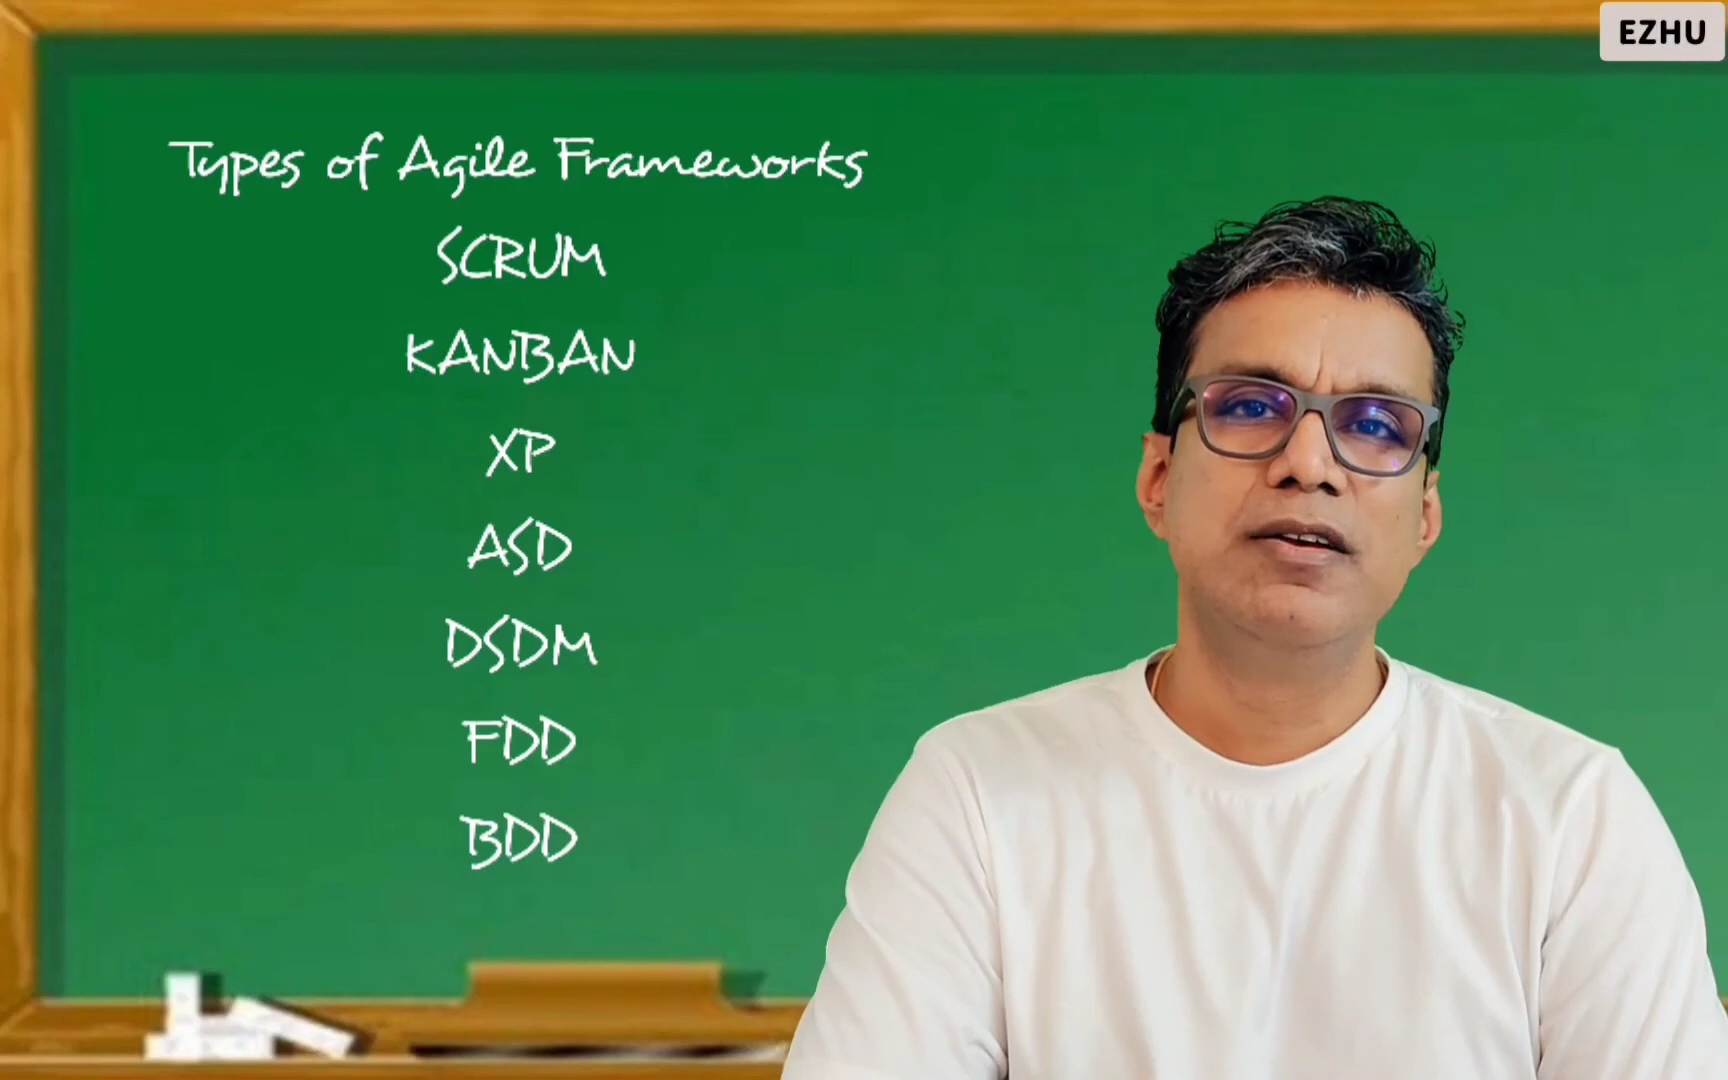 EZHU
Types of Agile Frameworks
SCRUM
KANBAN
XP
ASD
DSDM
FDD
BDD